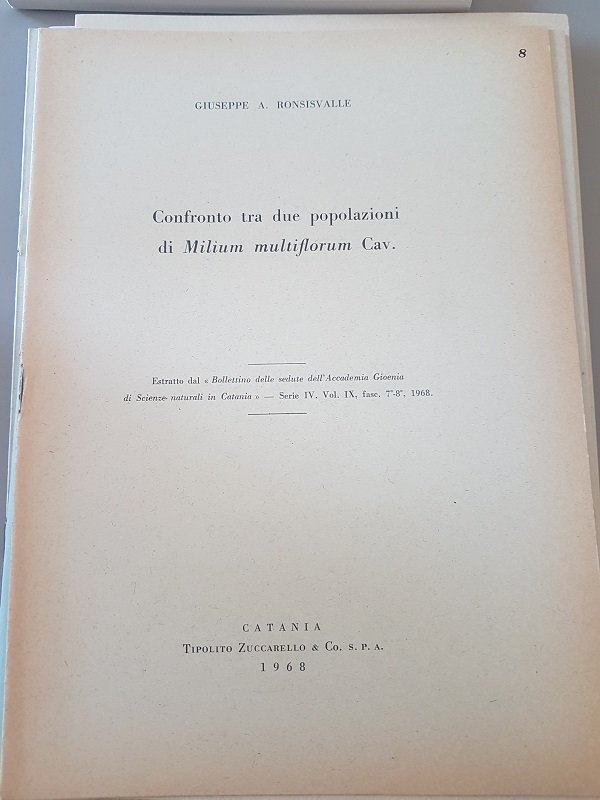 8
GIUSEPPE A. RONSISVALLE
Confronto tra due popolazioni
di Milium multiflorum Cav.
Estratto dal « Bollettino delle sedute dell'Accademia Gioenia
di Scienze naturali in Catania » — Serie IV. Vol. IX, fasc. 7°-8°, 1968.
CATANIA
TIPOLITO ZUCCARELLO & CO. S. P. A.
1968